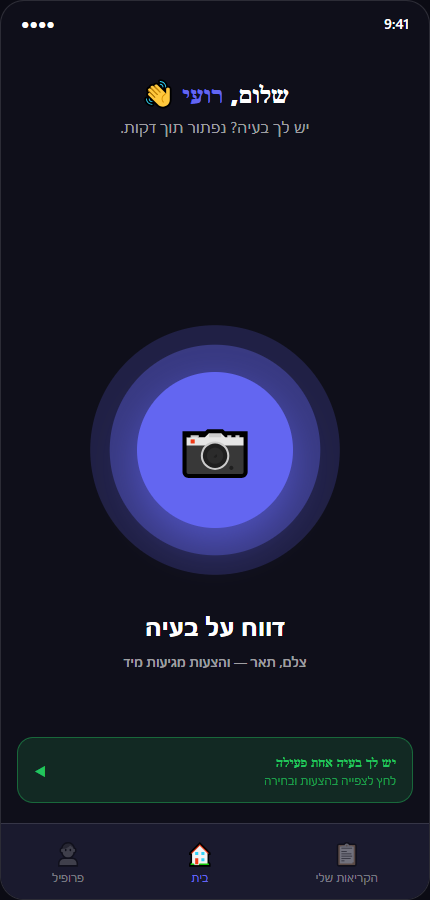 9:41
שלום, רועי 👋
יש לך בעיה? נפתור תוך דקות.
דווח על בעיה
צלם, תאר — והצעות מגיעות מיד
יש לך בעיה אחת פעילה
לחץ לצפייה בהצעות ובחירה
הקריאות שלי
בית
פרופיל